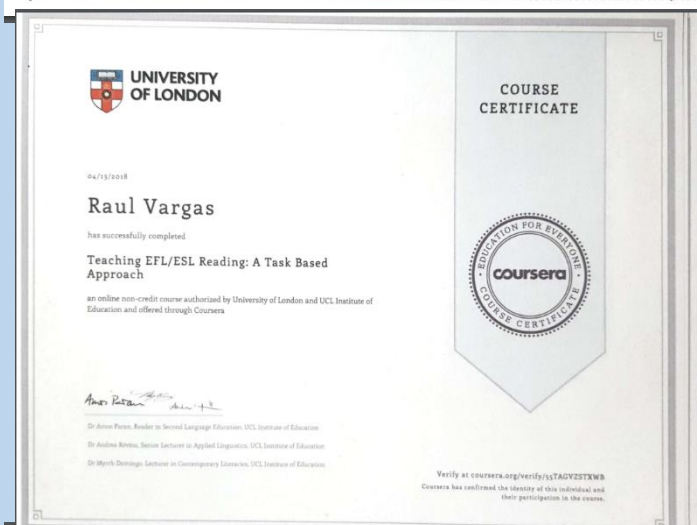 UNIVERSITY
OF LONDON
COURSE
CERTIFICATE
04/13/2018
Raul Vargas
has successfully completed
Teaching EFL/ESL Reading: A Task Based
Approach
an online non-credit course authorized by University of London and UCL Institute of
Education and offered through Coursera
EDUCATION FOR EVERYONE
coursera
COURSE CERTIFICATE
Dr Amos Paran, Reader in Second Language Education, UCL Institute of Education
Dr Andrea Révész, Senior Lecturer in Applied Linguistics, UCL Institute of Education
Dr Myrrh Domingo, Lecturer in Contemporary Literacies, UCL Institute of Education
Verify at coursera.org/verify/55TAGVZSTXWB
Coursera has confirmed the identity of this individual and
their participation in the course.